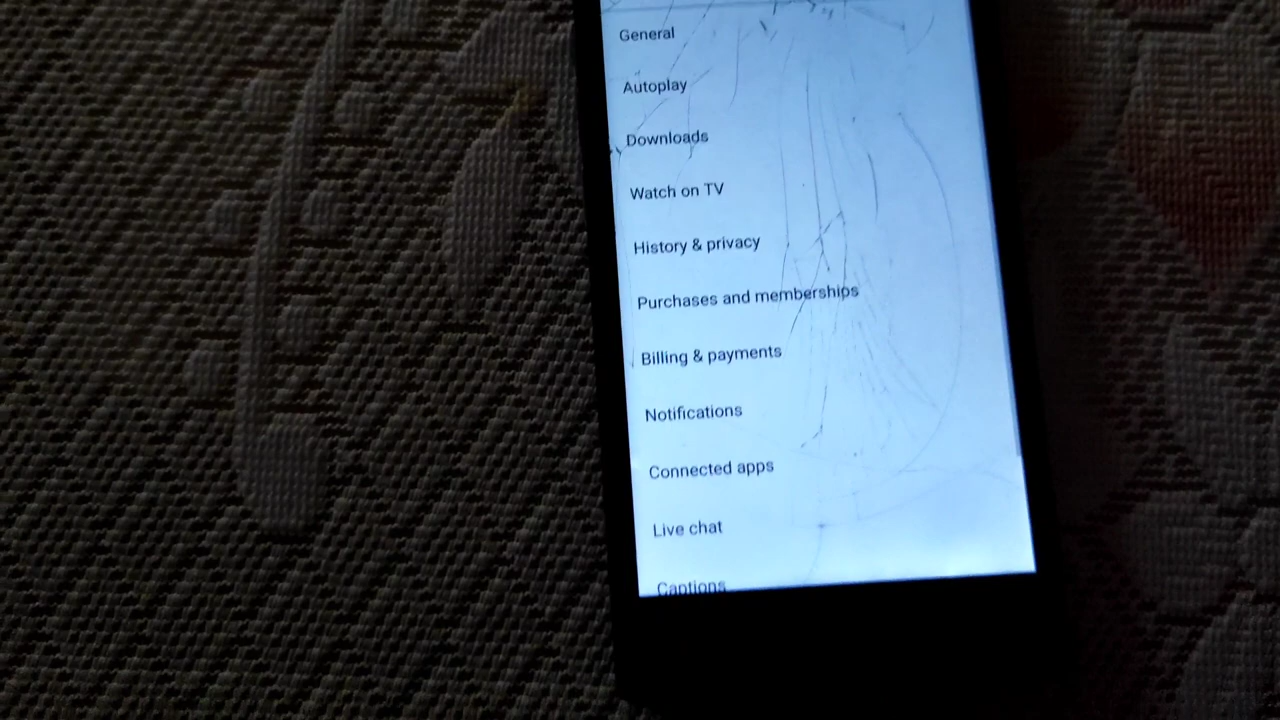 General
Autoplay
Downloads
Watch on TV
History & privacy
Purchases and memberships
Billing & payments
Notifications
Connected apps
Live chat
Captions